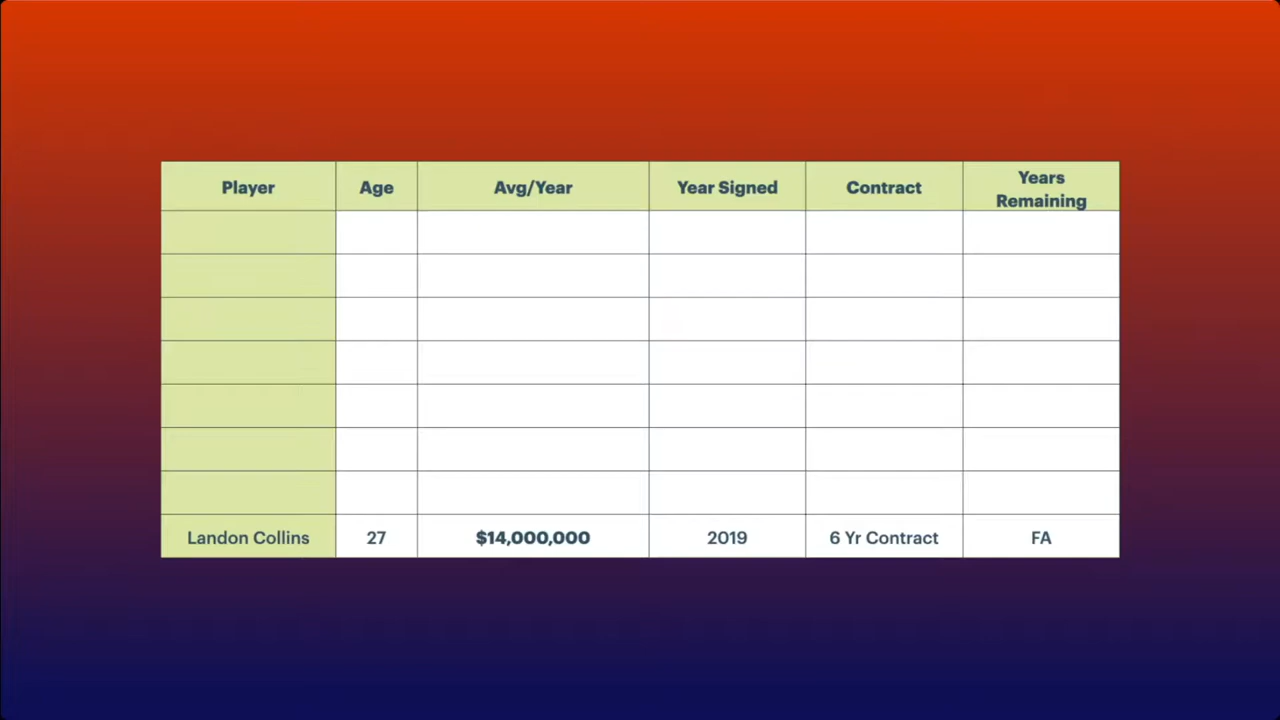 Player Age Avg/Year Year Signed Contract Years Remaining
Landon Collins 27 $14,000,000 2019 6 Yr Contract FA